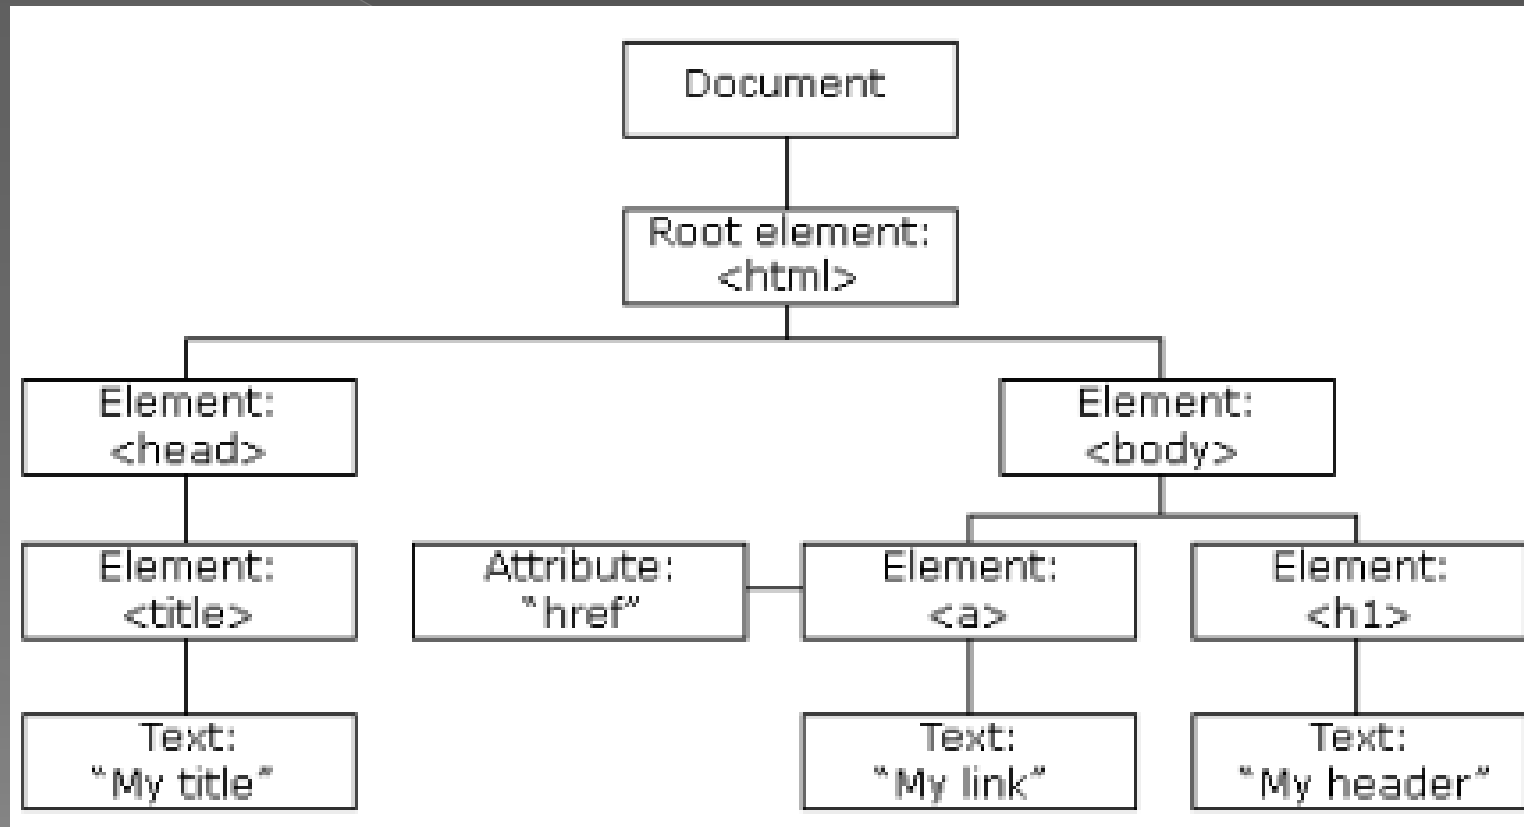 Document
Root element:
<html>
Element:
<head>
Element:
<body>
Element:
<title>
Attribute:
“href”
Element:
<a>
Element:
<h1>
Text:
“My title”
Text:
“My link”
Text:
“My header”